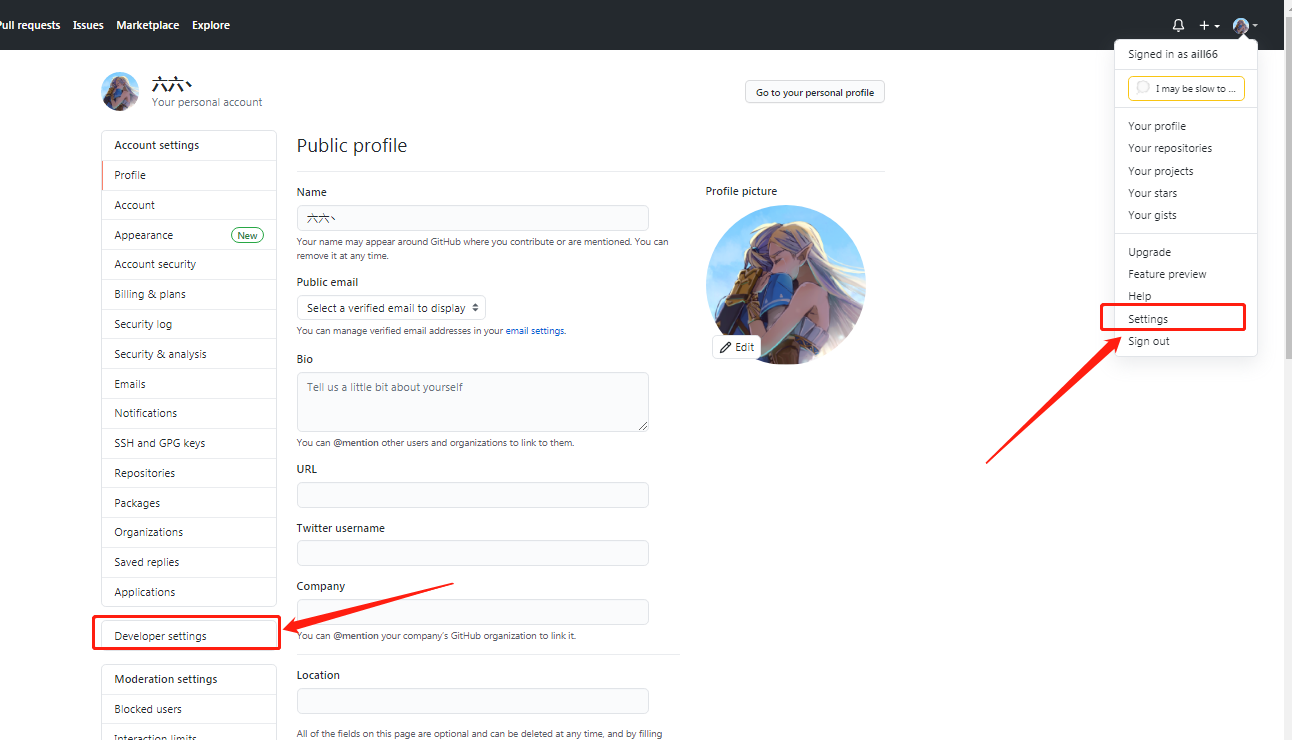 Pull requests Issues Marketplace Explore
Signed in as aill66
I may be slow to ...
Your profile
Your repositories
Your projects
Your stars
Your gists
Upgrade
Feature preview
Help
Settings
Sign out
六六丶
Your personal account
Go to your personal profile
Account settings
Profile
Account
Appearance New
Account security
Billing & plans
Security log
Security & analysis
Emails
Notifications
SSH and GPG keys
Repositories
Packages
Organizations
Saved replies
Applications
Developer settings
Moderation settings
Blocked users
Interaction limits
Public profile
Name
六六丶
Your name may appear around GitHub where you contribute or are mentioned. You can
remove it at any time.
Public email
Select a verified email to display
You can manage verified email addresses in your email settings.
Bio
Tell us a little bit about yourself
You can @mention other users and organizations to link to them.
URL
Twitter username
Company
You can @mention your company's GitHub organization to link it.
Location
All of the fields on this page are optional and can be deleted at any time, and by filling
Profile picture
Edit